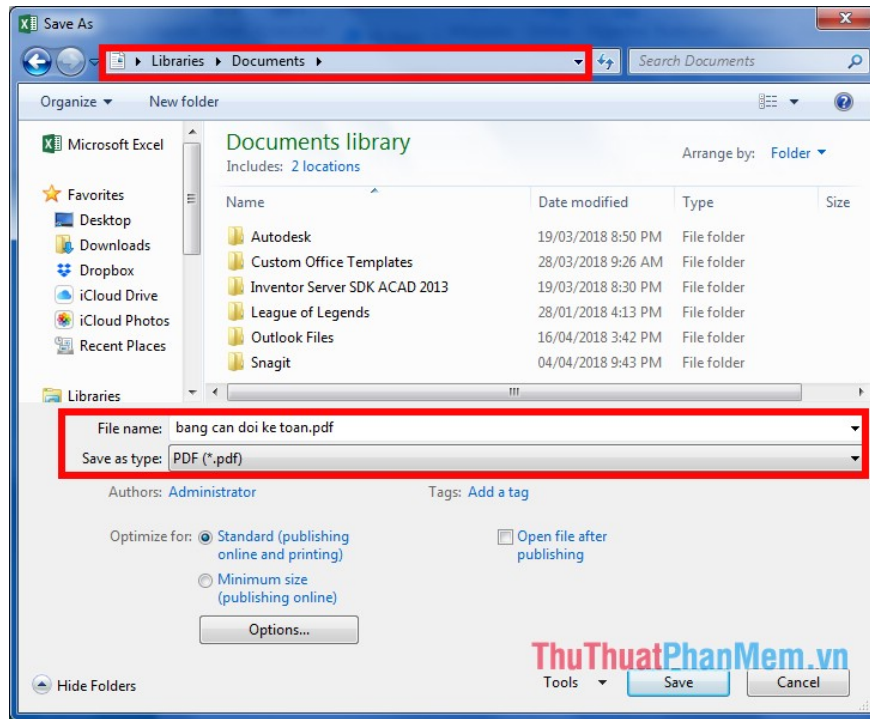 Save As
Libraries Documents
Search Documents
Organize New folder
Microsoft Excel
Favorites
Desktop
Downloads
Dropbox
iCloud Drive
iCloud Photos
Recent Places
Libraries
Documents library
Includes: 2 locations
Arrange by: Folder
Name Date modified Type Size
Autodesk 19/03/2018 8:50 PM File folder
Custom Office Templates 28/03/2018 9:26 AM File folder
Inventor Server SDK ACAD 2013 19/03/2018 8:30 PM File folder
League of Legends 28/01/2018 4:13 PM File folder
Outlook Files 16/04/2018 3:42 PM File folder
Snagit 04/04/2018 9:43 PM File folder
File name: bang can doi ke toan.pdf
Save as type: PDF (*.pdf)
Authors: Administrator Tags: Add a tag
Optimize for: Standard (publishing
online and printing)
Minimum size
(publishing online)
Open file after
publishing
Options...
ThuThuatPhanMem.vn
Hide Folders Tools Save Cancel